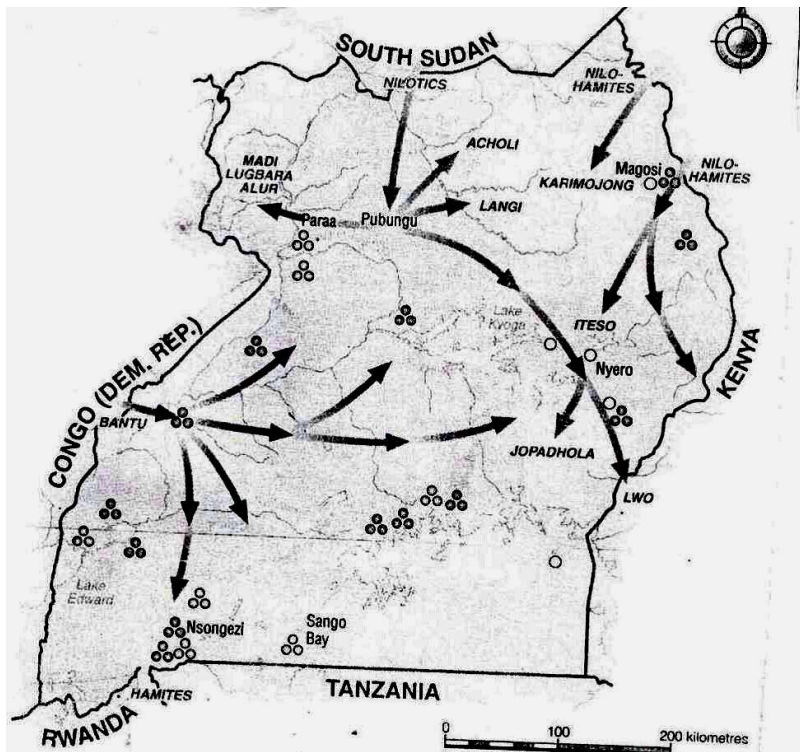 SOUTH SUDAN
NILOTICS
NILO-
HAMITES
ACHOLI
MADI
LUGBARA
ALUR
KARIMOJONG
Magosi
NILO-
HAMITES
LANGI
Paraa
Pubungu
Lake
Kyoga
ITESO
Nyero
CONGO (DEM. REP.)
KENYA
BANTU
JOPADHOLA
LWO
Lake
Edward
Nsongezi
Sango
Bay
HAMITES
TANZANIA
RWANDA
0
100
200 kilometres